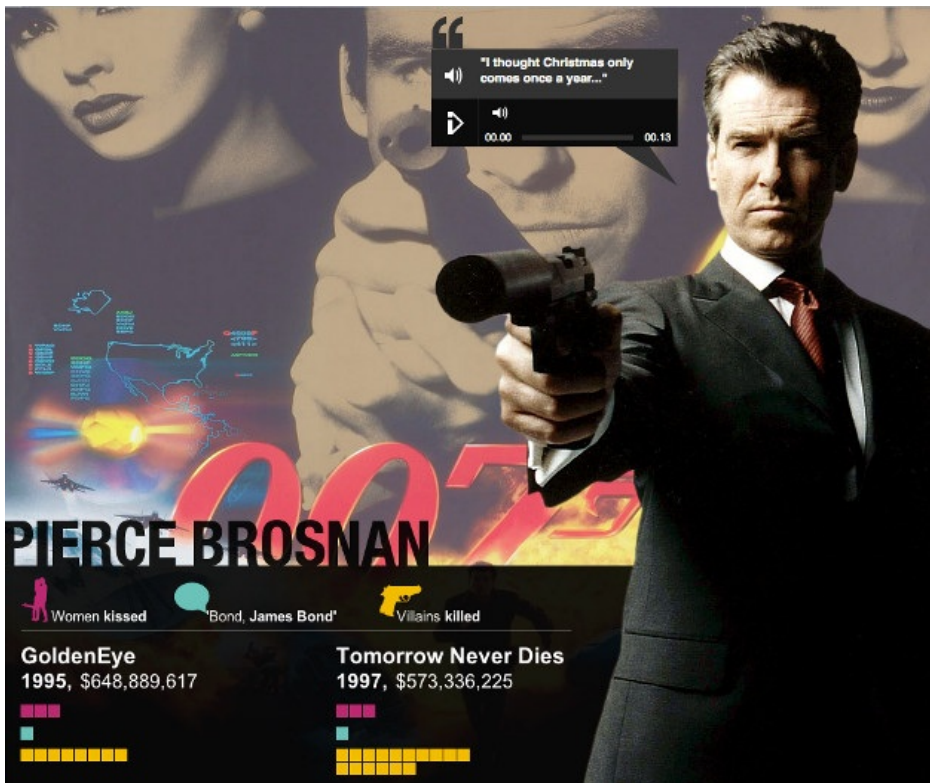 "I thought Christmas only
comes once a year..."
00.00 00.13
007
PIERCE BROSNAN
Women kissed 'Bond, James Bond' Villains killed
GoldenEye Tomorrow Never Dies
1995, $648,889,617 1997, $573,336,225